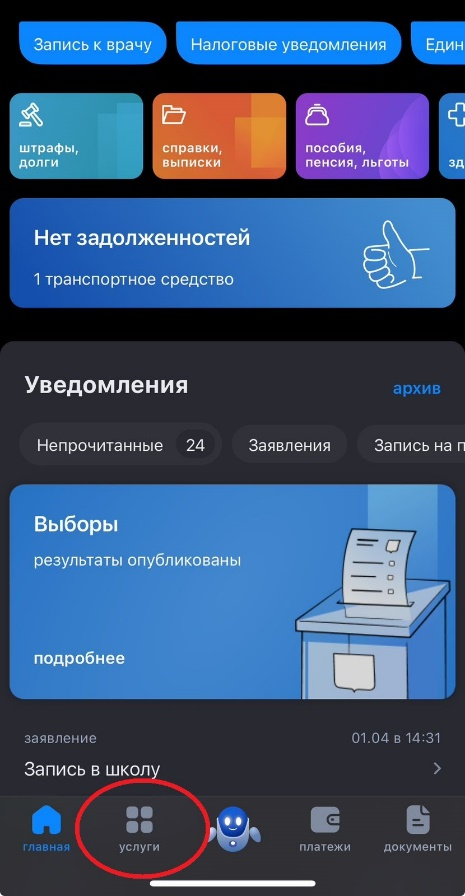 Запись к врачу
Налоговые уведомления
Един
штрафы,
долги
справки,
выписки
пособия,
пенсия, льготы
зд
Нет задолженностей
1 транспортное средство
Уведомления
архив
Непрочитанные 24
Заявления
Запись на п
Выборы
результаты опубликованы
подробнее
заявление
01.04 в 14:31
Запись в школу
главная
услуги
платежи
документы